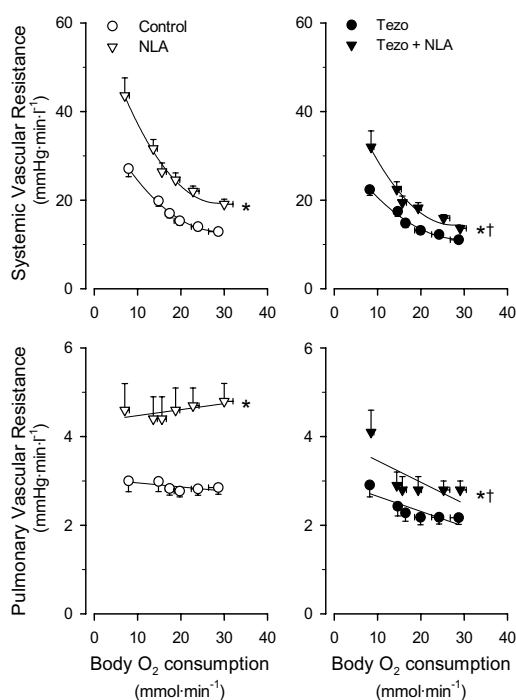 Control
NLA
Tezo
Tezo + NLA
Systemic Vascular Resistance
(mmHg·min·l⁻¹)
60
40
20
0
*
0 10 20 30 40
60
40
20
0
*†
0 10 20 30 40
Pulmonary Vascular Resistance
(mmHg·min·l⁻¹)
6
4
2
0
*
0 10 20 30 40
Body O₂ consumption
(mmol·min⁻¹)
6
4
2
0
*†
0 10 20 30 40
Body O₂ consumption
(mmol·min⁻¹)